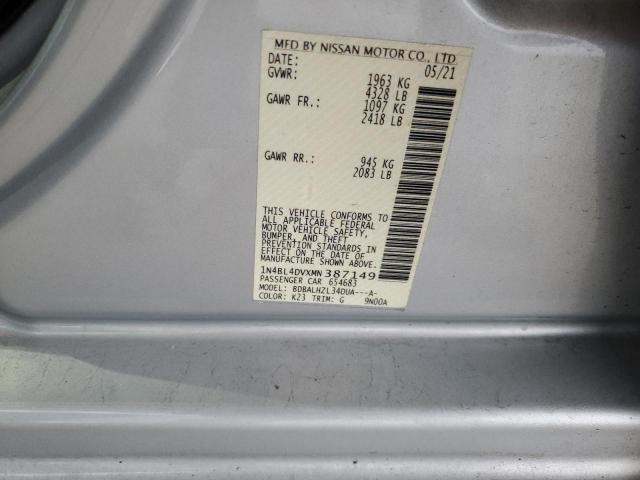 MFD BY NISSAN MOTOR CO., LTD
DATE: 05/21
GVWR: 1963 KG
4328 LB
GAWR FR.: 1097 KG
2418 LB
GAWR RR.: 945 KG
2083 LB
THIS VEHICLE CONFORMS TO
ALL APPLICABLE FEDERAL
MOTOR VEHICLE SAFETY,
BUMPER, AND THEFT
PREVENTION STANDARDS IN
EFFECT ON THE DATE OF
MANUFACTURE SHOWN ABOVE.
1N4BL4DVXMN387149
PASSENGER CAR 654683
MODEL: BDBALHZL34DUA---A-
COLOR: K23 TRIM: G 9N00A